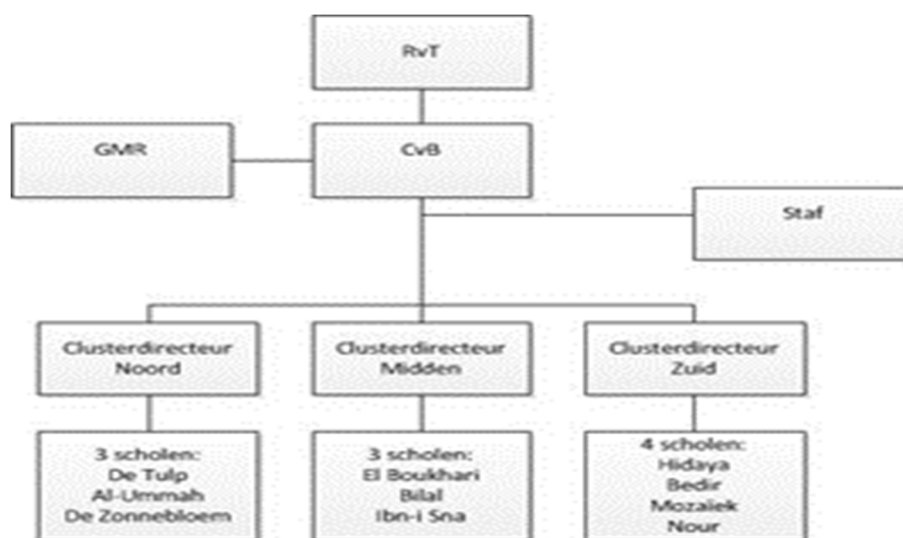 RvT
GMR
CvB
Staf
Clusterdirecteur
Noord
Clusterdirecteur
Midden
Clusterdirecteur
Zuid
3 scholen:
De Tulp
Al-Ummah
De Zonnebloem
3 scholen:
El Boukhari
Bilal
Ibn-i Sna
4 scholen:
Hidaya
Bedir
Mozaïek
Nour